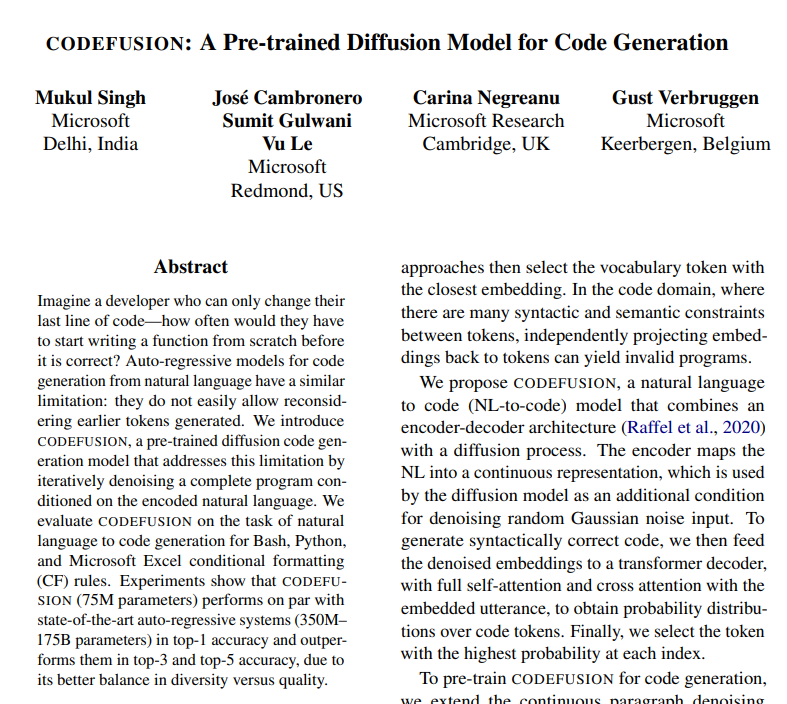 CODEFUSION: A Pre-trained Diffusion Model for Code Generation
Mukul Singh
Microsoft
Delhi, India
José Cambronero
Sumit Gulwani
Vu Le
Microsoft
Redmond, US
Carina Negreanu
Microsoft Research
Cambridge, UK
Gust Verbruggen
Microsoft
Keerbergen, Belgium
Abstract
Imagine a developer who can only change their
last line of code—how often would they have
to start writing a function from scratch before
it is correct? Auto-regressive models for code
generation from natural language have a similar
limitation: they do not easily allow reconsid-
ering earlier tokens generated. We introduce
CODEFUSION, a pre-trained diffusion code gen-
eration model that addresses this limitation by
iteratively denoising a complete program con-
ditioned on the encoded natural language. We
evaluate CODEFUSION on the task of natural
language to code generation for Bash, Python,
and Microsoft Excel conditional formatting
(CF) rules. Experiments show that CODEFU-
SION (75M parameters) performs on par with
state-of-the-art auto-regressive systems (350M–
175B parameters) in top-1 accuracy and outper-
forms them in top-3 and top-5 accuracy, due to
its better balance in diversity versus quality.
approaches then select the vocabulary token with
the closest embedding. In the code domain, where
there are many syntactic and semantic constraints
between tokens, independently projecting embed-
dings back to tokens can yield invalid programs.
We propose CODEFUSION, a natural language
to code (NL-to-code) model that combines an
encoder-decoder architecture (Raffel et al., 2020)
with a diffusion process. The encoder maps the
NL into a continuous representation, which is used
by the diffusion model as an additional condition
for denoising random Gaussian noise input. To
generate syntactically correct code, we then feed
the denoised embeddings to a transformer decoder,
with full self-attention and cross attention with the
embedded utterance, to obtain probability distribu-
tions over code tokens. Finally, we select the token
with the highest probability at each index.
To pre-train CODEFUSION for code generation,
we extend the continuous paragraph denoising